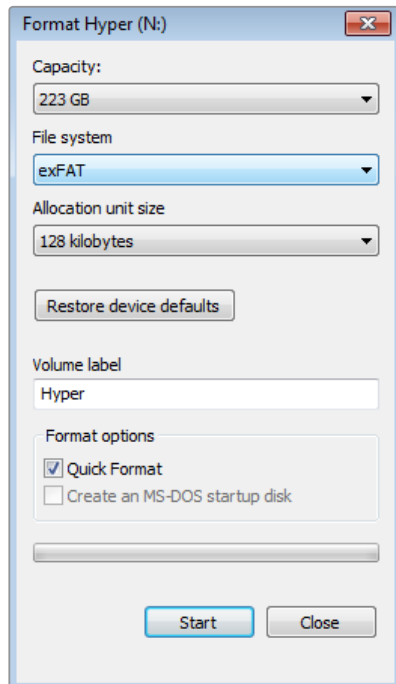 Format Hyper (N:)
Capacity:
223 GB
File system
exFAT
Allocation unit size
128 kilobytes
Restore device defaults
Volume label
Hyper
Format options
Quick Format
Create an MS-DOS startup disk
Start Close